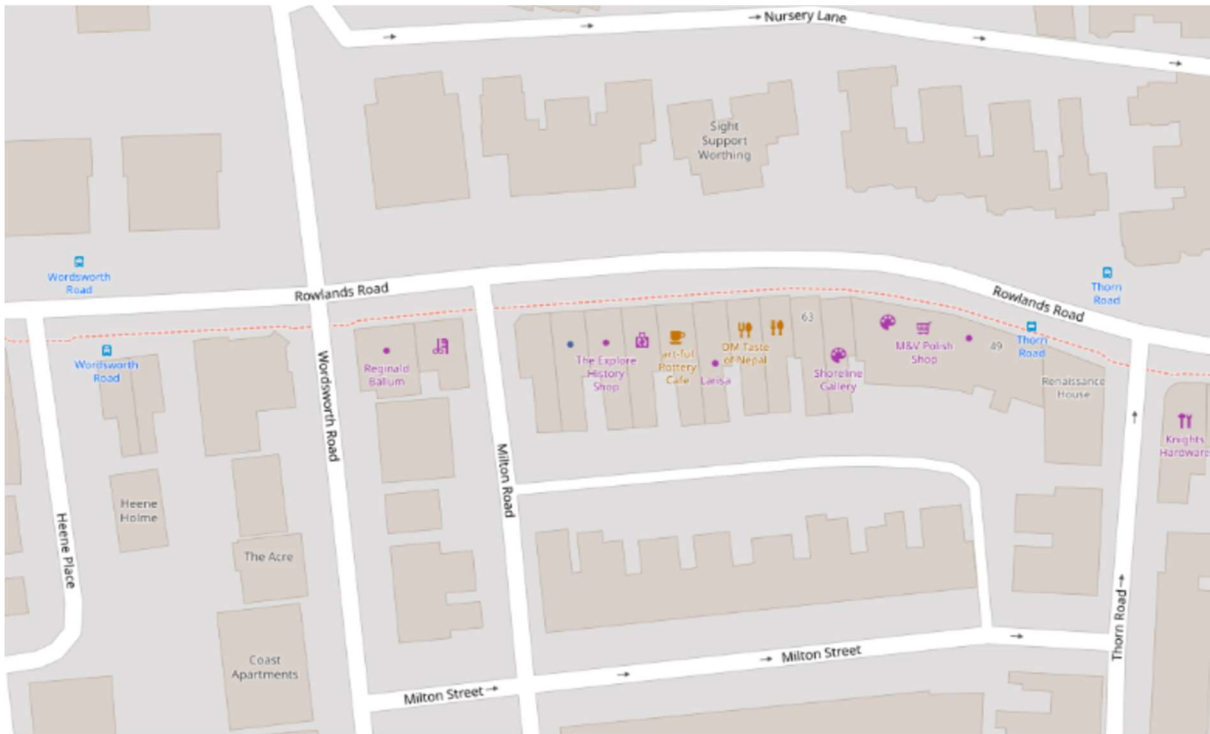 Nursery Lane
Sight
Support
Worthing
Wordsworth
Road
Thorn
Road
Rowlands Road
Rowlands Road
Wordsworth
Road
Reginald
Ballum
The Explore
History
Shop
art-ful
Pottery
Cafe
Larisa
DM Taste
of Nepal
63
Shoreline
Gallery
M&V Polish
Shop
49
Thorn
Road
Renaissance
House
Knights
Hardware
Wordsworth Road
Milton Road
Heene Place
Heene
Holme
The Acre
Coast
Apartments
Thorn Road
Milton Street
Milton Street